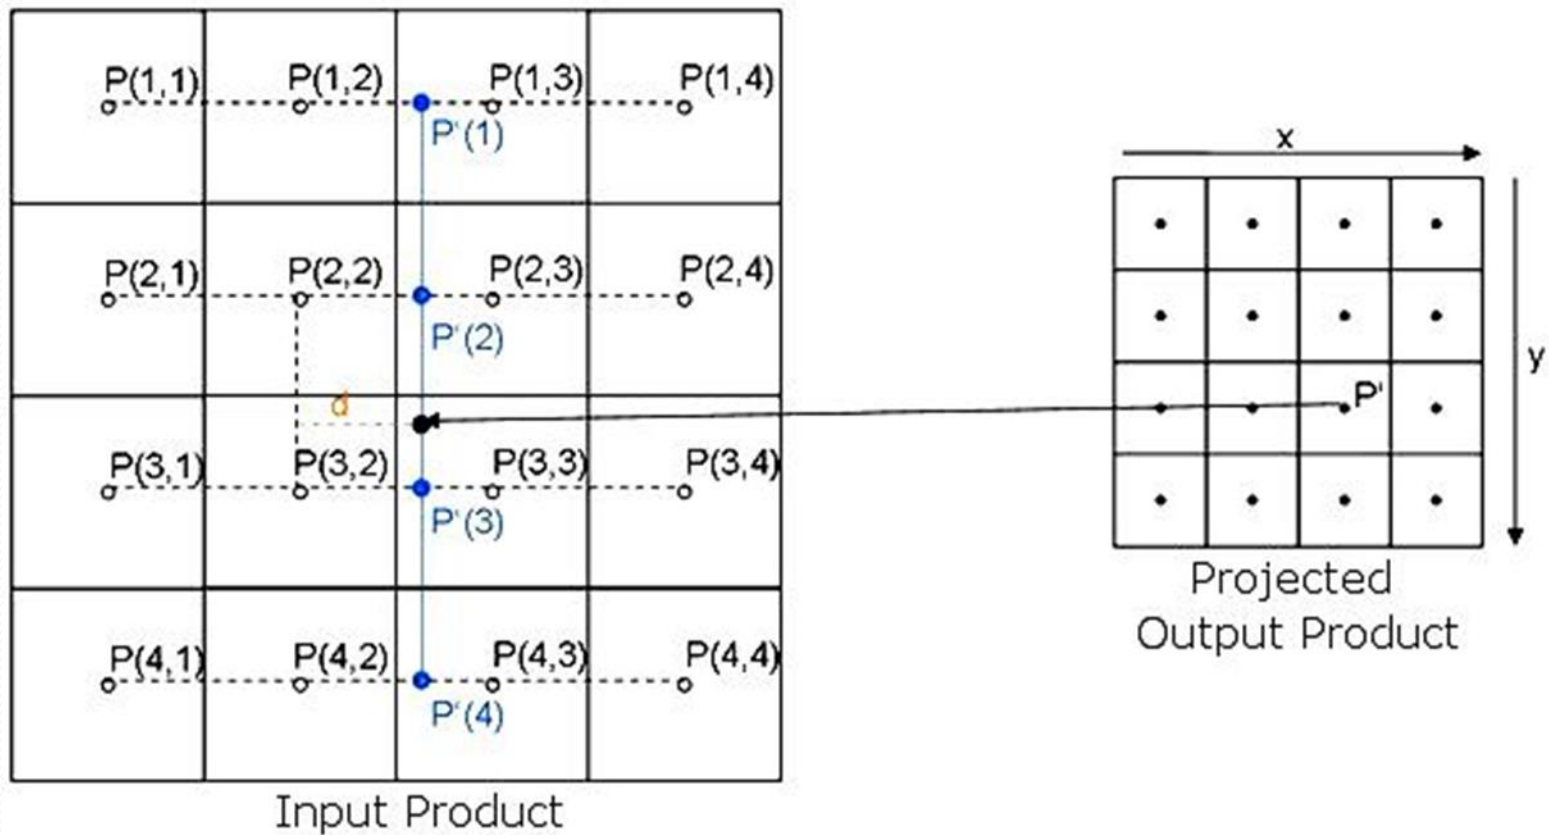 P(1,1) P(1,2) P(1,3) P(1,4)
P'(1)
P(2,1) P(2,2) P(2,3) P(2,4)
P'(2)
d
P(3,1) P(3,2) P(3,3) P(3,4)
P'(3)
P(4,1) P(4,2) P(4,3) P(4,4)
P'(4)
Input Product
x
y
P'
Projected
Output Product